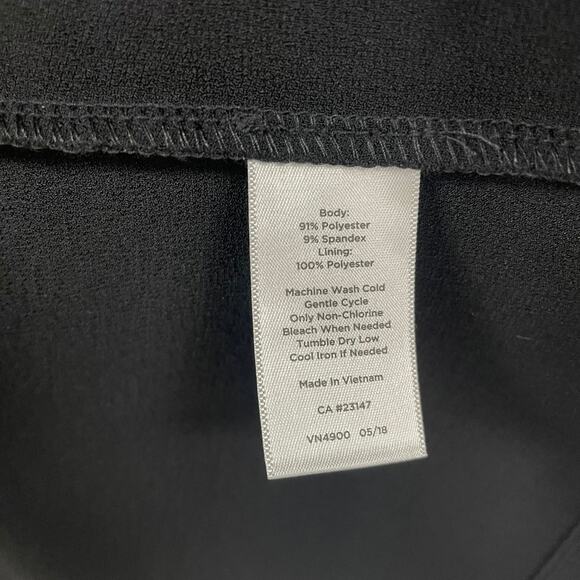 Body:
91% Polyester
9% Spandex
Lining:
100% Polyester
Machine Wash Cold
Gentle Cycle
Only Non-Chlorine
Bleach When Needed
Tumble Dry Low
Cool Iron If Needed
Made In Vietnam
CA #23147
VN4900 05/18